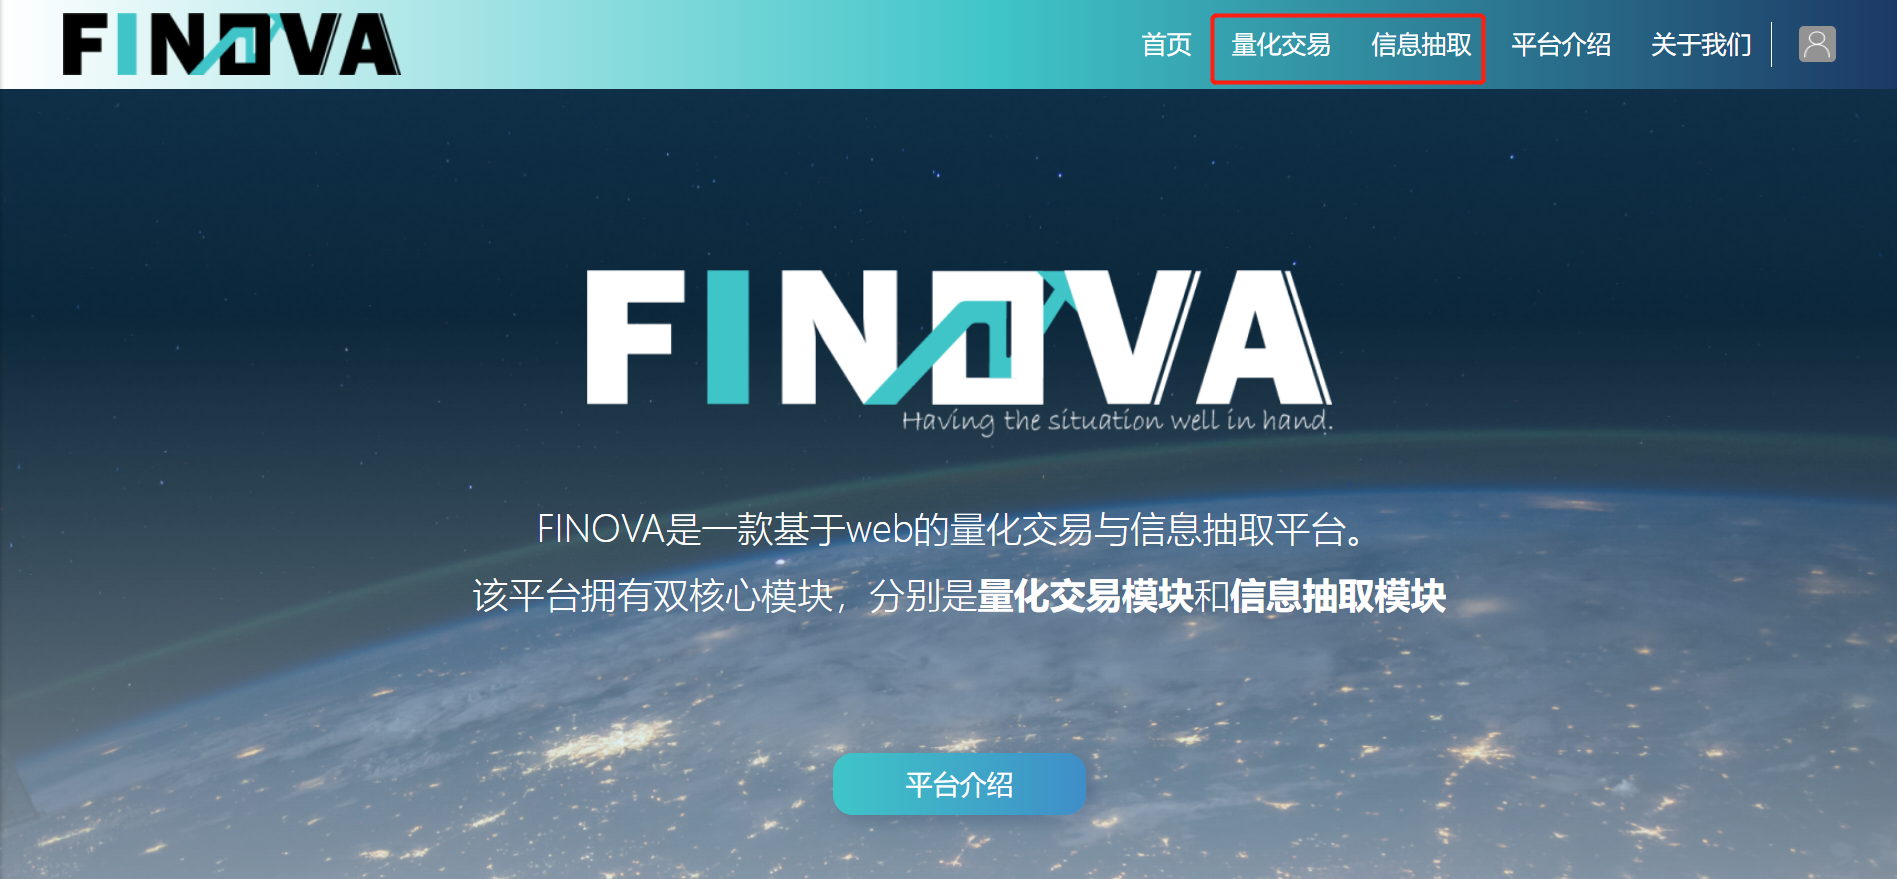 FINOVA
首页 量化交易 信息抽取 平台介绍 关于我们
FINOVA
Having the situation well in hand.
FINOVA是一款基于web的量化交易与信息抽取平台。
该平台拥有双核心模块，分别是量化交易模块和信息抽取模块
平台介绍